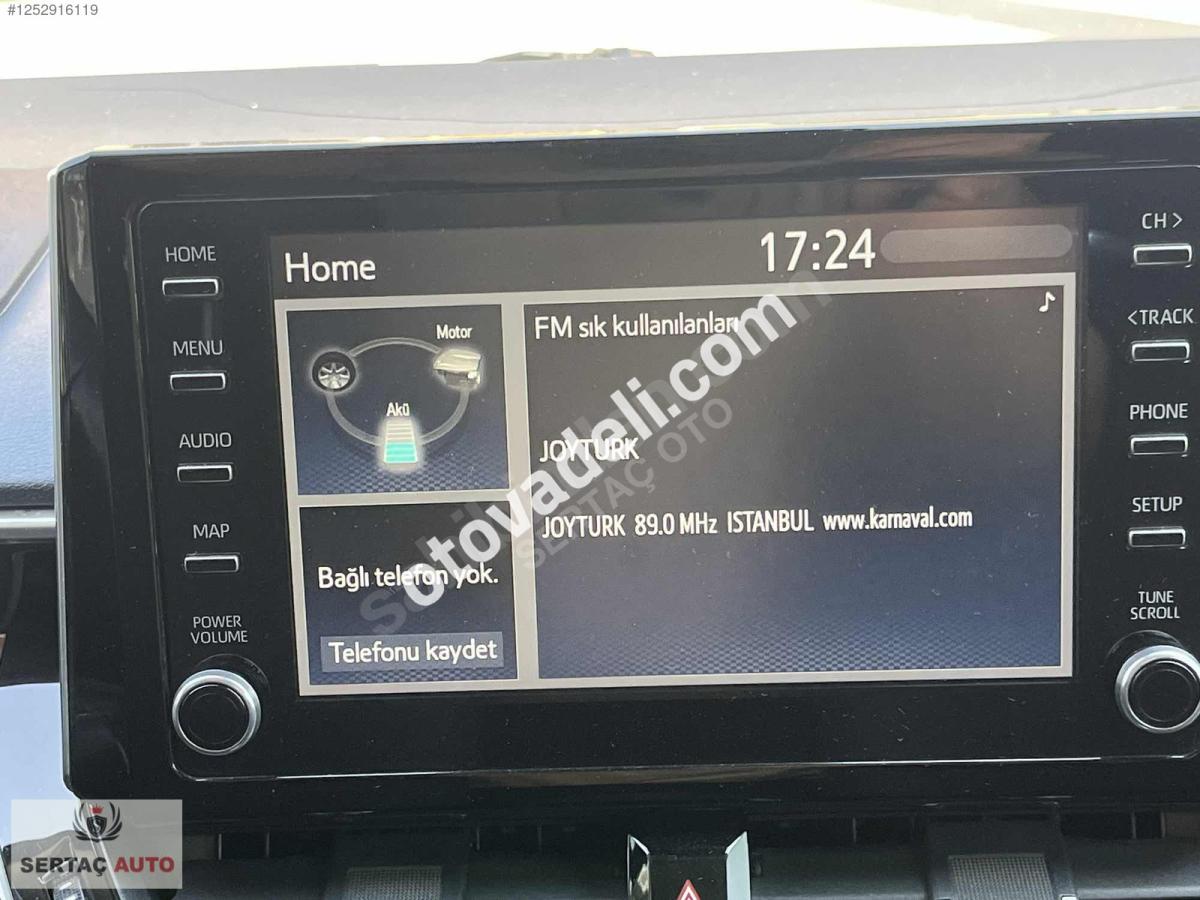 #1252916119
HOME
MENU
AUDIO
MAP
POWER
VOLUME
Home
17:24
Motor
Akü
Bağlı telefon yok.
Telefonu kaydet
FM sık kullanılanları
JOYTURK
JOYTURK 89.0 MHz ISTANBUL www.karnaval.com
CH >
<TRACK
PHONE
SETUP
TUNE
SCROLL
otovadeli.com
SERTAÇ OTO
SERTAÇ AUTO